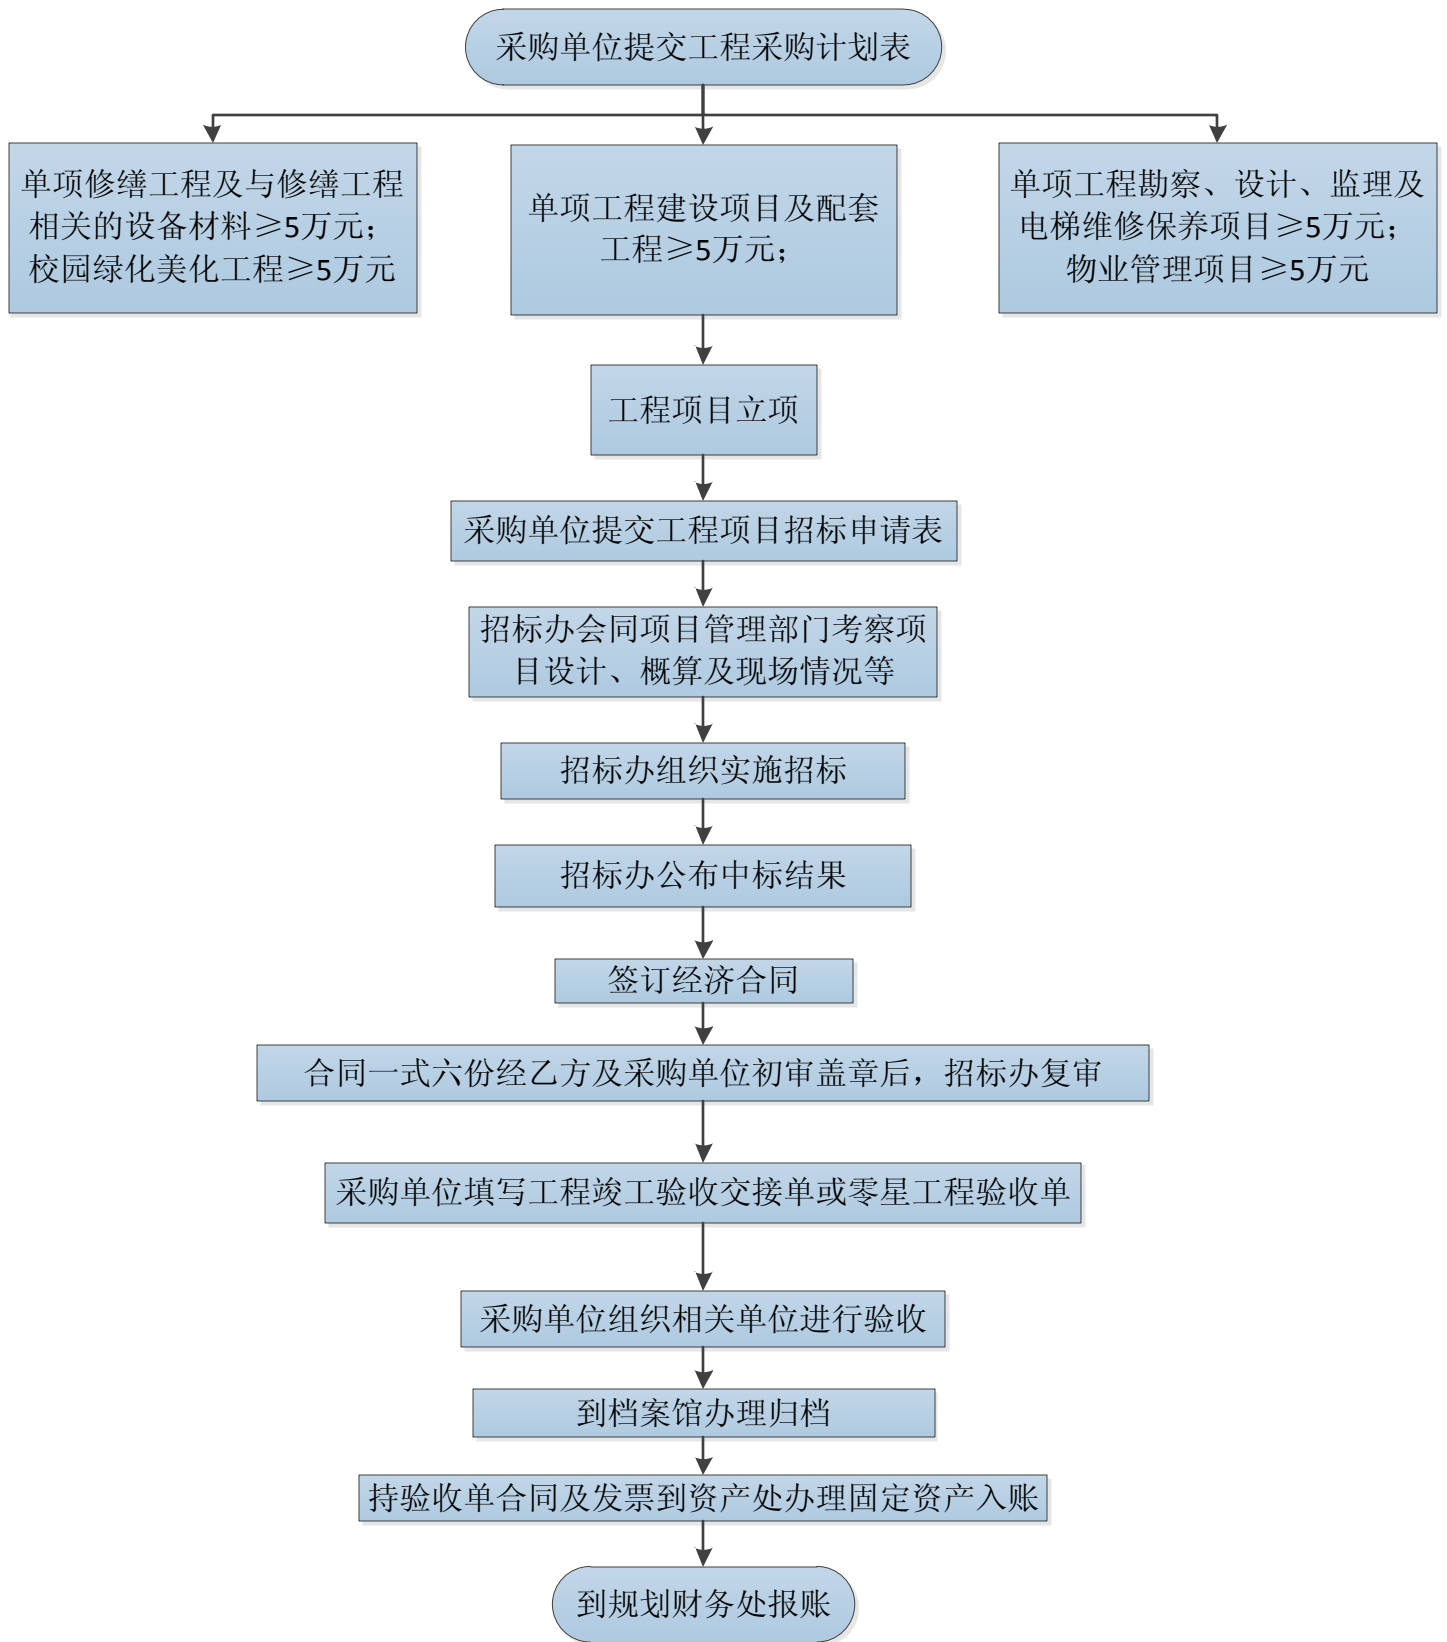 采购单位提交工程采购计划表
单项修缮工程及与修缮工程
相关的设备材料≥5万元；
校园绿化美化工程≥5万元
单项工程建设项目及配套
工程≥5万元；
单项工程勘察、设计、监理及
电梯维修保养项目≥5万元；
物业管理项目≥5万元
工程项目立项
采购单位提交工程项目招标申请表
招标办会同项目管理部门考察项
目设计、概算及现场情况等
招标办组织实施招标
招标办公布中标结果
签订经济合同
合同一式六份经乙方及采购单位初审盖章后，招标办复审
采购单位填写工程竣工验收交接单或零星工程验收单
采购单位组织相关单位进行验收
到档案馆办理归档
持验收单合同及发票到资产处办理固定资产入账
到规划财务处报账